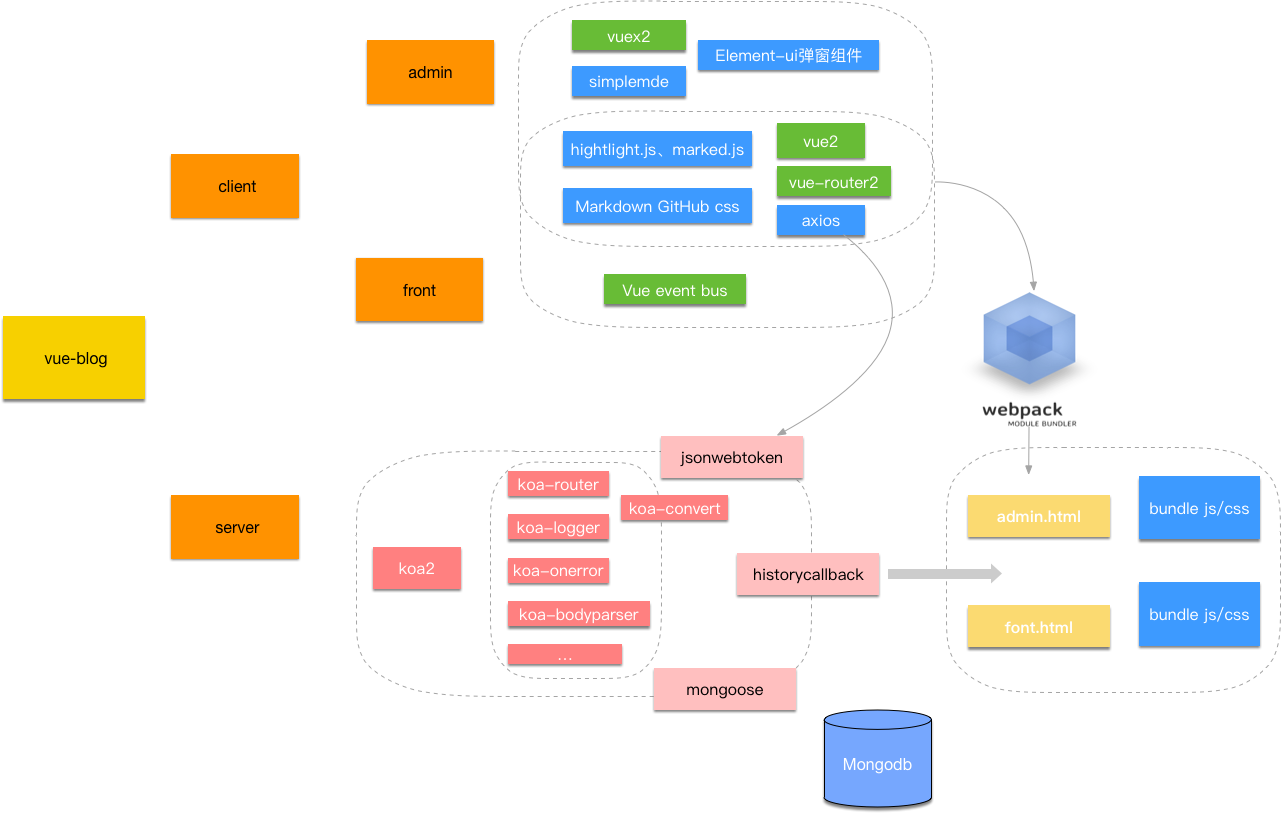 vuex2
Element-ui弹窗组件
admin
simplemde
hightlight.js、marked.js
vue2
client
vue-router2
Markdown GitHub css
axios
front
Vue event bus
vue-blog
webpack
MODULE BUNDLER
jsonwebtoken
koa-router
koa-convert
admin.html
bundle js/css
server
koa-logger
koa2
koa-onerror
historycallback
koa-bodyparser
bundle js/css
font.html
...
mongoose
Mongodb